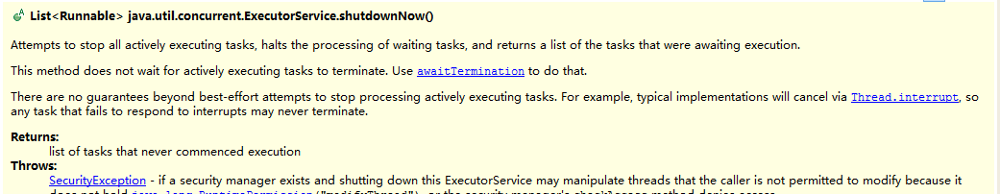 List<Runnable> java.util.concurrent.ExecutorService.shutdownNow()
Attempts to stop all actively executing tasks, halts the processing of waiting tasks, and returns a list of the tasks that were awaiting execution.
This method does not wait for actively executing tasks to terminate. Use awaitTermination to do that.
There are no guarantees beyond best-effort attempts to stop processing actively executing tasks. For example, typical implementations will cancel via Thread.interrupt, so
any task that fails to respond to interrupts may never terminate.
Returns:
list of tasks that never commenced execution
Throws:
SecurityException - if a security manager exists and shutting down this ExecutorService may manipulate threads that the caller is not permitted to modify because it
does not hold java.lang.RuntimePermission("modifyThread"), or the security manager's checkAccess method denies access.